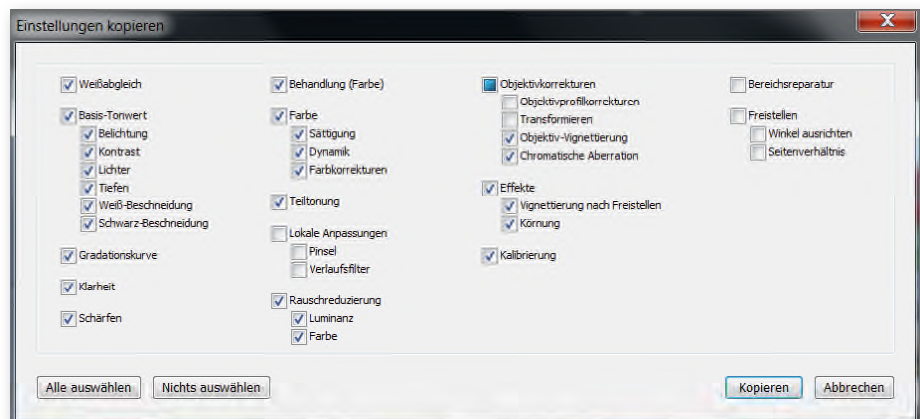 Einstellungen kopieren
Weißabgleich
Basis-Tonwert
Belichtung
Kontrast
Lichter
Tiefen
Weiß-Beschneidung
Schwarz-Beschneidung
Gradationskurve
Klarheit
Schärfen
Behandlung (Farbe)
Farbe
Sättigung
Dynamik
Farbkorrekturen
Teiltonung
Lokale Anpassungen
Pinsel
Verlaufsfilter
Rauschreduzierung
Luminanz
Farbe
Objektivkorrekturen
Objektivprofilkorrekturen
Transformieren
Objektiv-Vignettierung
Chromatische Aberration
Effekte
Vignettierung nach Freistellen
Körnung
Kalibrierung
Bereichsreparatur
Freistellen
Winkel ausrichten
Seitenverhältnis
Alle auswählen
Nichts auswählen
Kopieren
Abbrechen